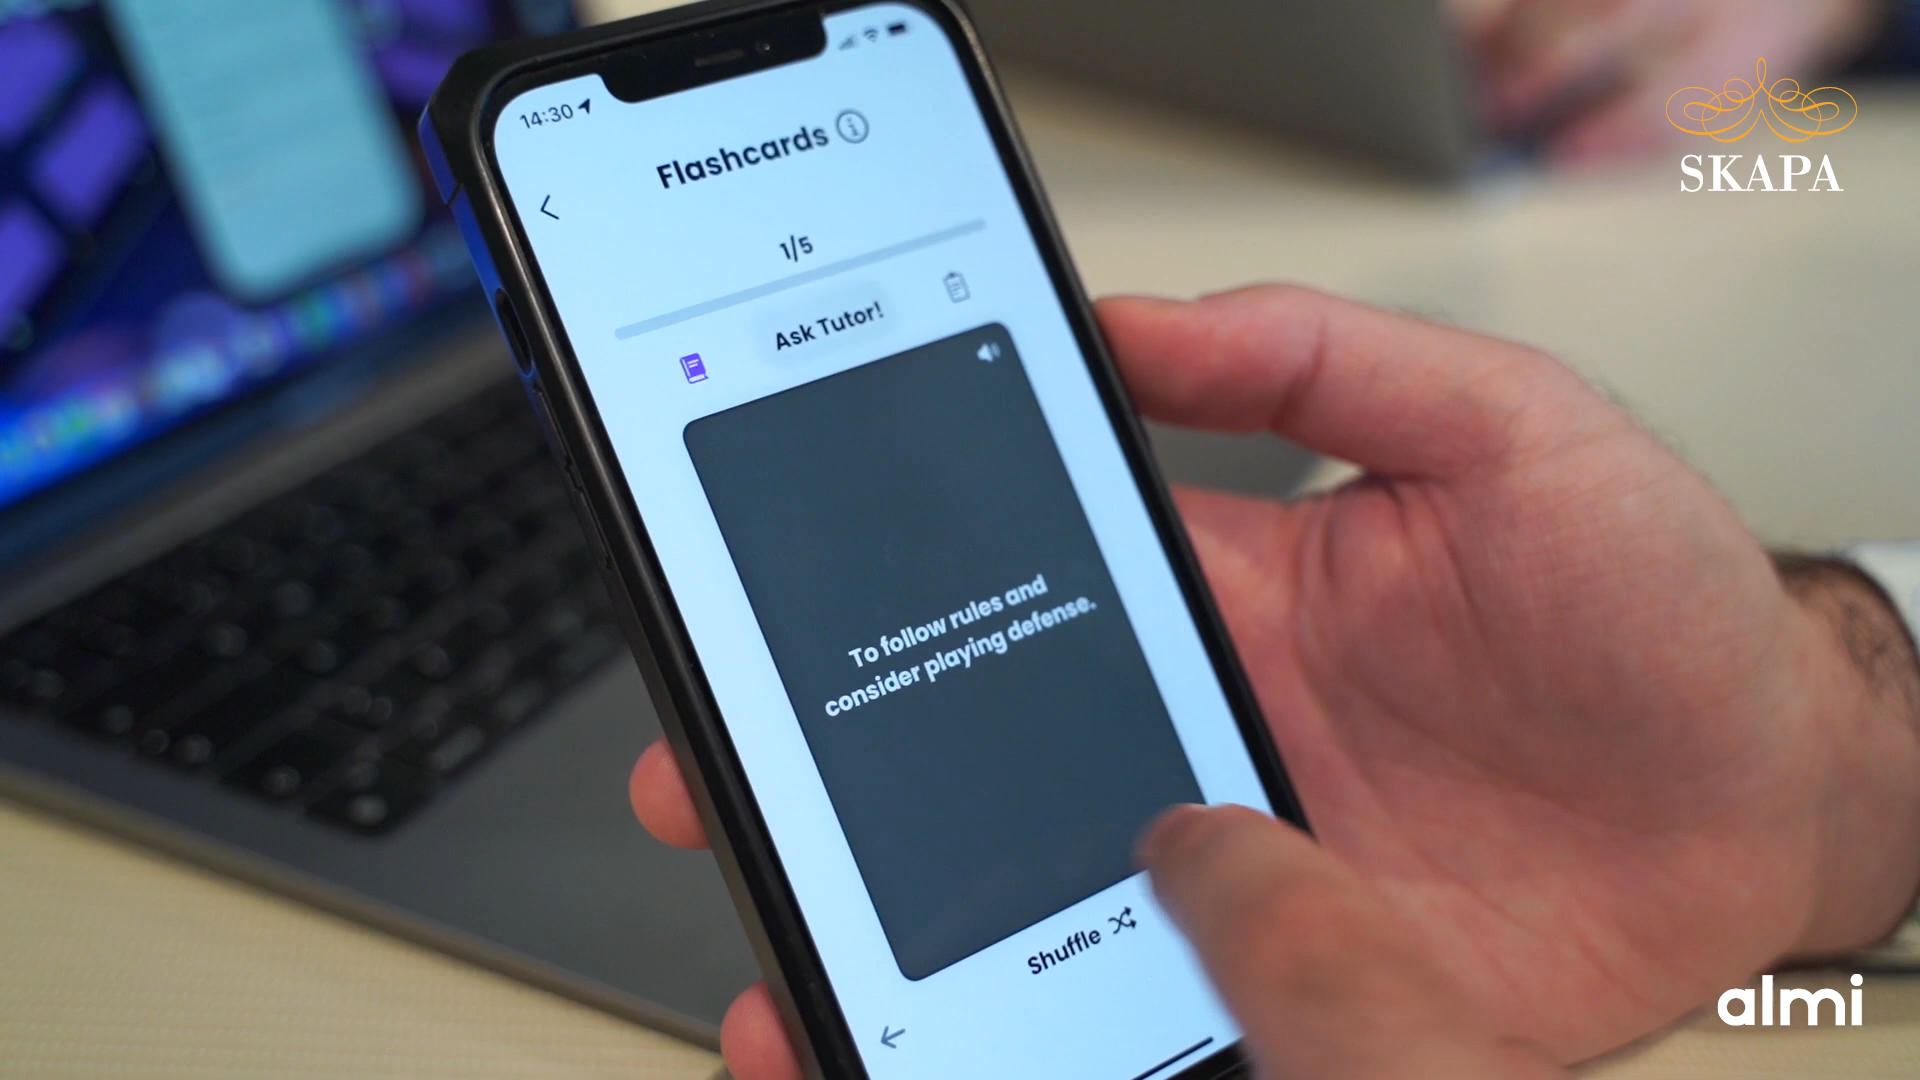 14:30
Flashcards
1/5
Ask Tutor!
To follow rules and
consider playing defense.
Shuffle
SKAPA
almi